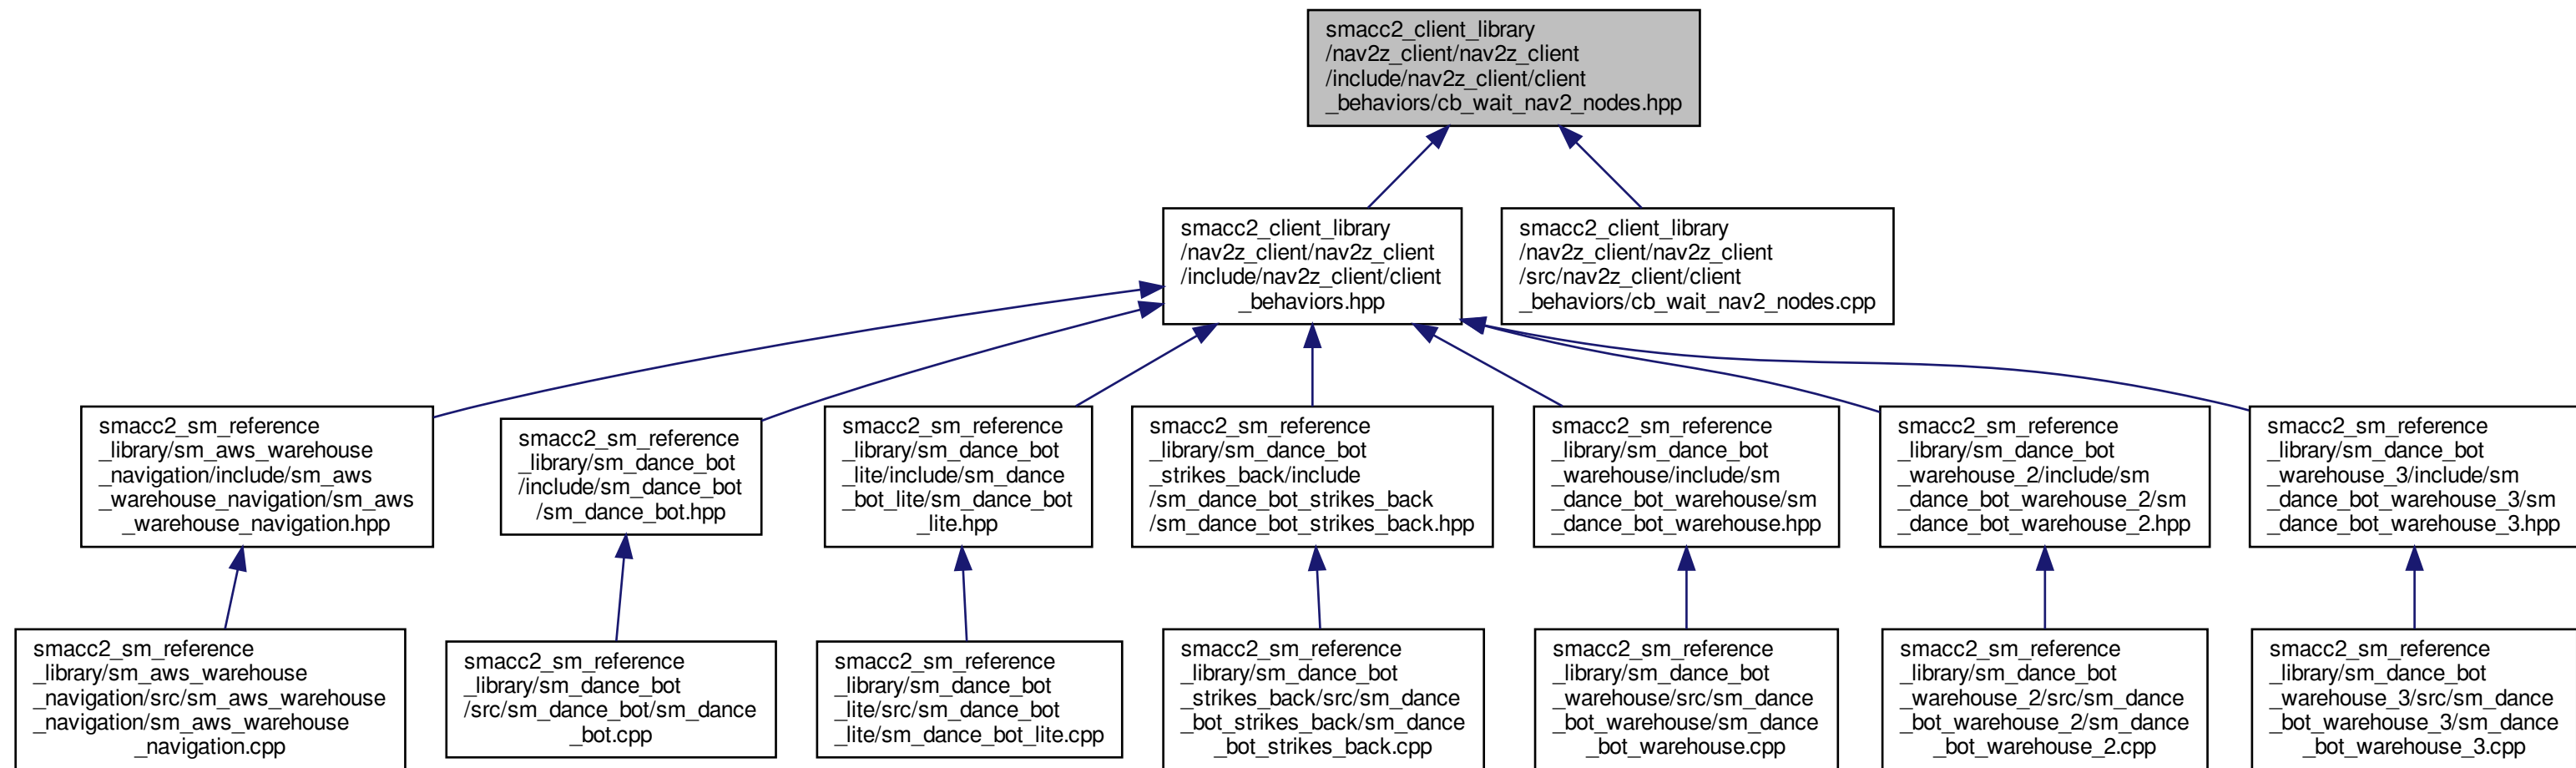 smacc2_client_library
/nav2z_client/nav2z_client
/include/nav2z_client/client
_behaviors/cb_wait_nav2_nodes.hpp
smacc2_client_library
/nav2z_client/nav2z_client
/include/nav2z_client/client
_behaviors.hpp
smacc2_client_library
/nav2z_client/nav2z_client
/src/nav2z_client/client
_behaviors/cb_wait_nav2_nodes.cpp
smacc2_sm_reference
_library/sm_aws_warehouse
_navigation/include/sm_aws
_warehouse_navigation/sm_aws
_warehouse_navigation.hpp
smacc2_sm_reference
_library/sm_dance_bot
/include/sm_dance_bot
/sm_dance_bot.hpp
smacc2_sm_reference
_library/sm_dance_bot
_lite/include/sm_dance
_bot_lite/sm_dance_bot
_lite.hpp
smacc2_sm_reference
_library/sm_dance_bot
_strikes_back/include
/sm_dance_bot_strikes_back
/sm_dance_bot_strikes_back.hpp
smacc2_sm_reference
_library/sm_dance_bot
_warehouse/include/sm
_dance_bot_warehouse/sm
_dance_bot_warehouse.hpp
smacc2_sm_reference
_library/sm_dance_bot
_warehouse_2/include/sm
_dance_bot_warehouse_2/sm
_dance_bot_warehouse_2.hpp
smacc2_sm_reference
_library/sm_dance_bot
_warehouse_3/include/sm
_dance_bot_warehouse_3/sm
_dance_bot_warehouse_3.hpp
smacc2_sm_reference
_library/sm_aws_warehouse
_navigation/src/sm_aws_warehouse
_navigation/sm_aws_warehouse
_navigation.cpp
smacc2_sm_reference
_library/sm_dance_bot
/src/sm_dance_bot/sm_dance
_bot.cpp
smacc2_sm_reference
_library/sm_dance_bot
_lite/src/sm_dance_bot
_lite/sm_dance_bot_lite.cpp
smacc2_sm_reference
_library/sm_dance_bot
_strikes_back/src/sm_dance
_bot_strikes_back/sm_dance
_bot_strikes_back.cpp
smacc2_sm_reference
_library/sm_dance_bot
_warehouse/src/sm_dance
_bot_warehouse/sm_dance
_bot_warehouse.cpp
smacc2_sm_reference
_library/sm_dance_bot
_warehouse_2/src/sm_dance
_bot_warehouse_2/sm_dance
_bot_warehouse_2.cpp
smacc2_sm_reference
_library/sm_dance_bot
_warehouse_3/src/sm_dance
_bot_warehouse_3/sm_dance
_bot_warehouse_3.cpp